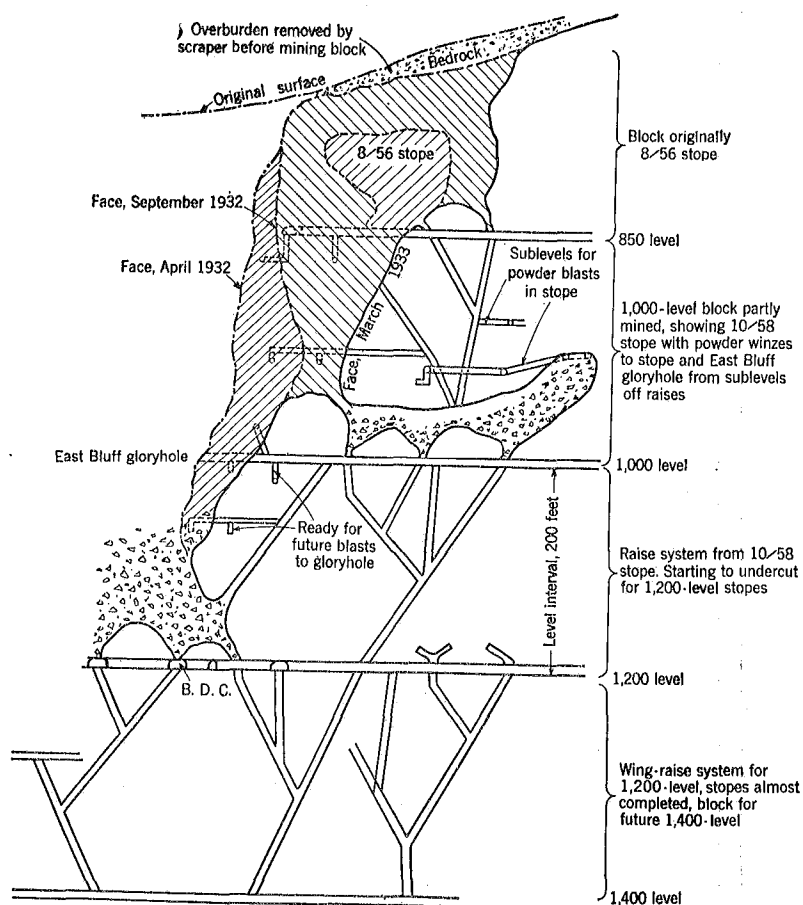 Overburden removed by
scraper before mining block
Bedrock
Original surface
8/56 stope
Block originally
8/56 stope
Face, September 1932
850 level
Face, April 1932
Sublevels for
powder blasts
in stope
Face, March 1933
1,000-level block partly
mined, showing 10/58
stope with powder winzes
to stope and East Bluff
gloryhole from sublevels
off raises
East Bluff gloryhole
1,000 level
Ready for
future blasts
to gloryhole
Level interval, 200 feet
Raise system from 10/58
stope. Starting to undercut
for 1,200-level stopes
B. D. C.
1,200 level
Wing-raise system for
1,200-level, stopes almost
completed, block for
future 1,400-level
1,400 level